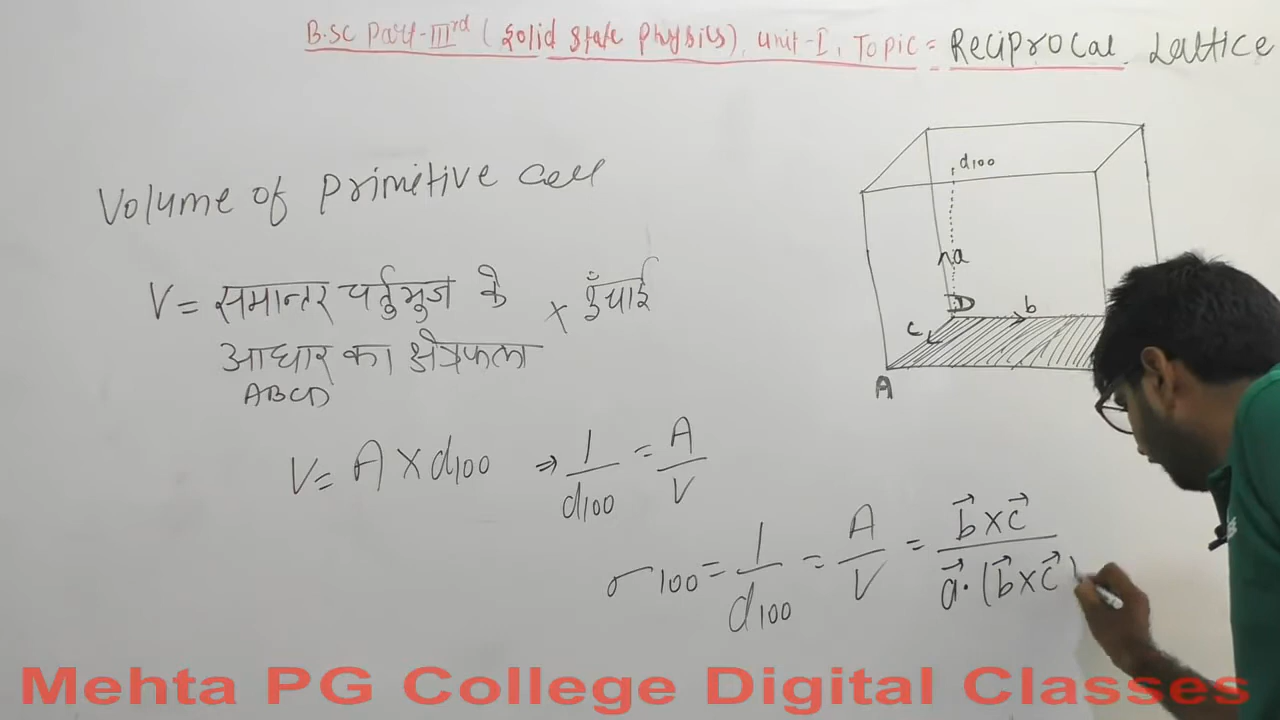 B.SC Part-IIIrd (Solid State Physics), Unit-I, Topic = Reciprocal Lattice
Volume of Primitive Cell
V = समान्तर चर्तुभुज के × ऊँचाई
आधार का क्षेत्रफल
ABCD
V = A × d100 ⇒ 1/d100 = A/V
σ100 = 1/d100 = A/V = b⃗×c⃗ / a⃗·(b⃗×c⃗)
d100
a
D
b
c
A
Mehta PG College Digital Classes